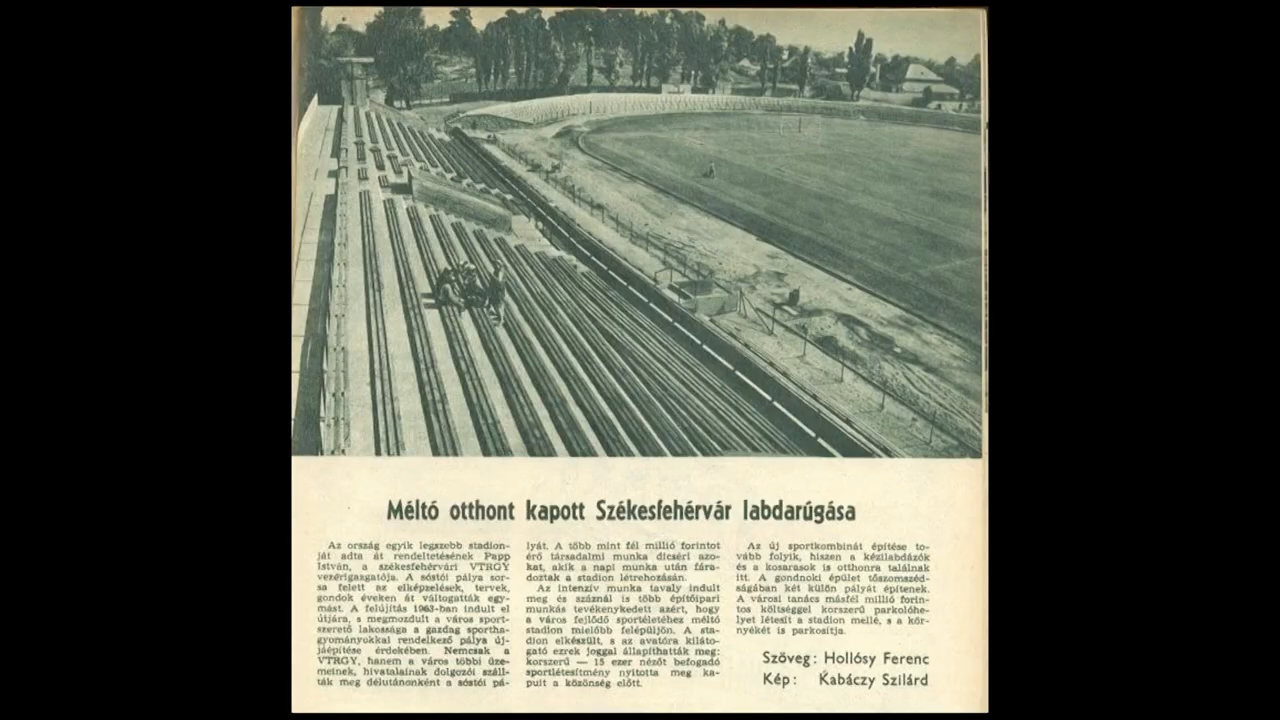 Méltó otthont kapott Székesfehérvár labdarúgása
Az ország egyik legszebb stadion-
ját adta át rendeltetésének Papp
István, a székesfehérvári VTRGY
vezérigazgatója. A sóstói pálya sor-
sa felett az elképzelések, tervek,
gondok éveken át váltogatták egy-
mást. A felújítás 1963-ban indult el
útjára, s megmozdult a város sport-
szerető lakossága a gazdag sportha-
gyományokkal rendelkező pálya új-
jáépítése érdekében. Nemcsak a
VTRGY, hanem a város többi üze-
meinek, hivatalainak dolgozói száll-
ták meg délutánonként a sóstói pá-
lyát. A több mint fél millió forintot
érő társadalmi munka dicséri azo-
kat, akik a napi munka után fára-
doztak a stadion létrehozásán.
Az intenzív munka tavaly indult
meg és száznál is több építőipari
munkás tevékenykedett azért, hogy
a város fejlődő sportéletéhez méltó
stadion mielőbb felépüljön. A sta-
dion elkészült, s az avatóra kiláto-
gató ezrek joggal állapíthatták meg:
korszerű — 15 ezer nézőt befogadó
sportlétesítmény nyitotta meg ka-
puit a közönség előtt.
Az új sportkombinát építése to-
vább folyik, hiszen a kézilabdázók
és a kosarasok is otthonra találnak
itt. A gondnoki épület tőszomszéd-
ságában két külön pályát építenek.
A városi tanács másfél millió forin-
tos költséggel korszerű parkolóhe-
lyet létesít a stadion mellé, s a kör-
nyékét is parkosítja.
Szöveg: Hollósy Ferenc
Kép: Kabáczy Szilárd